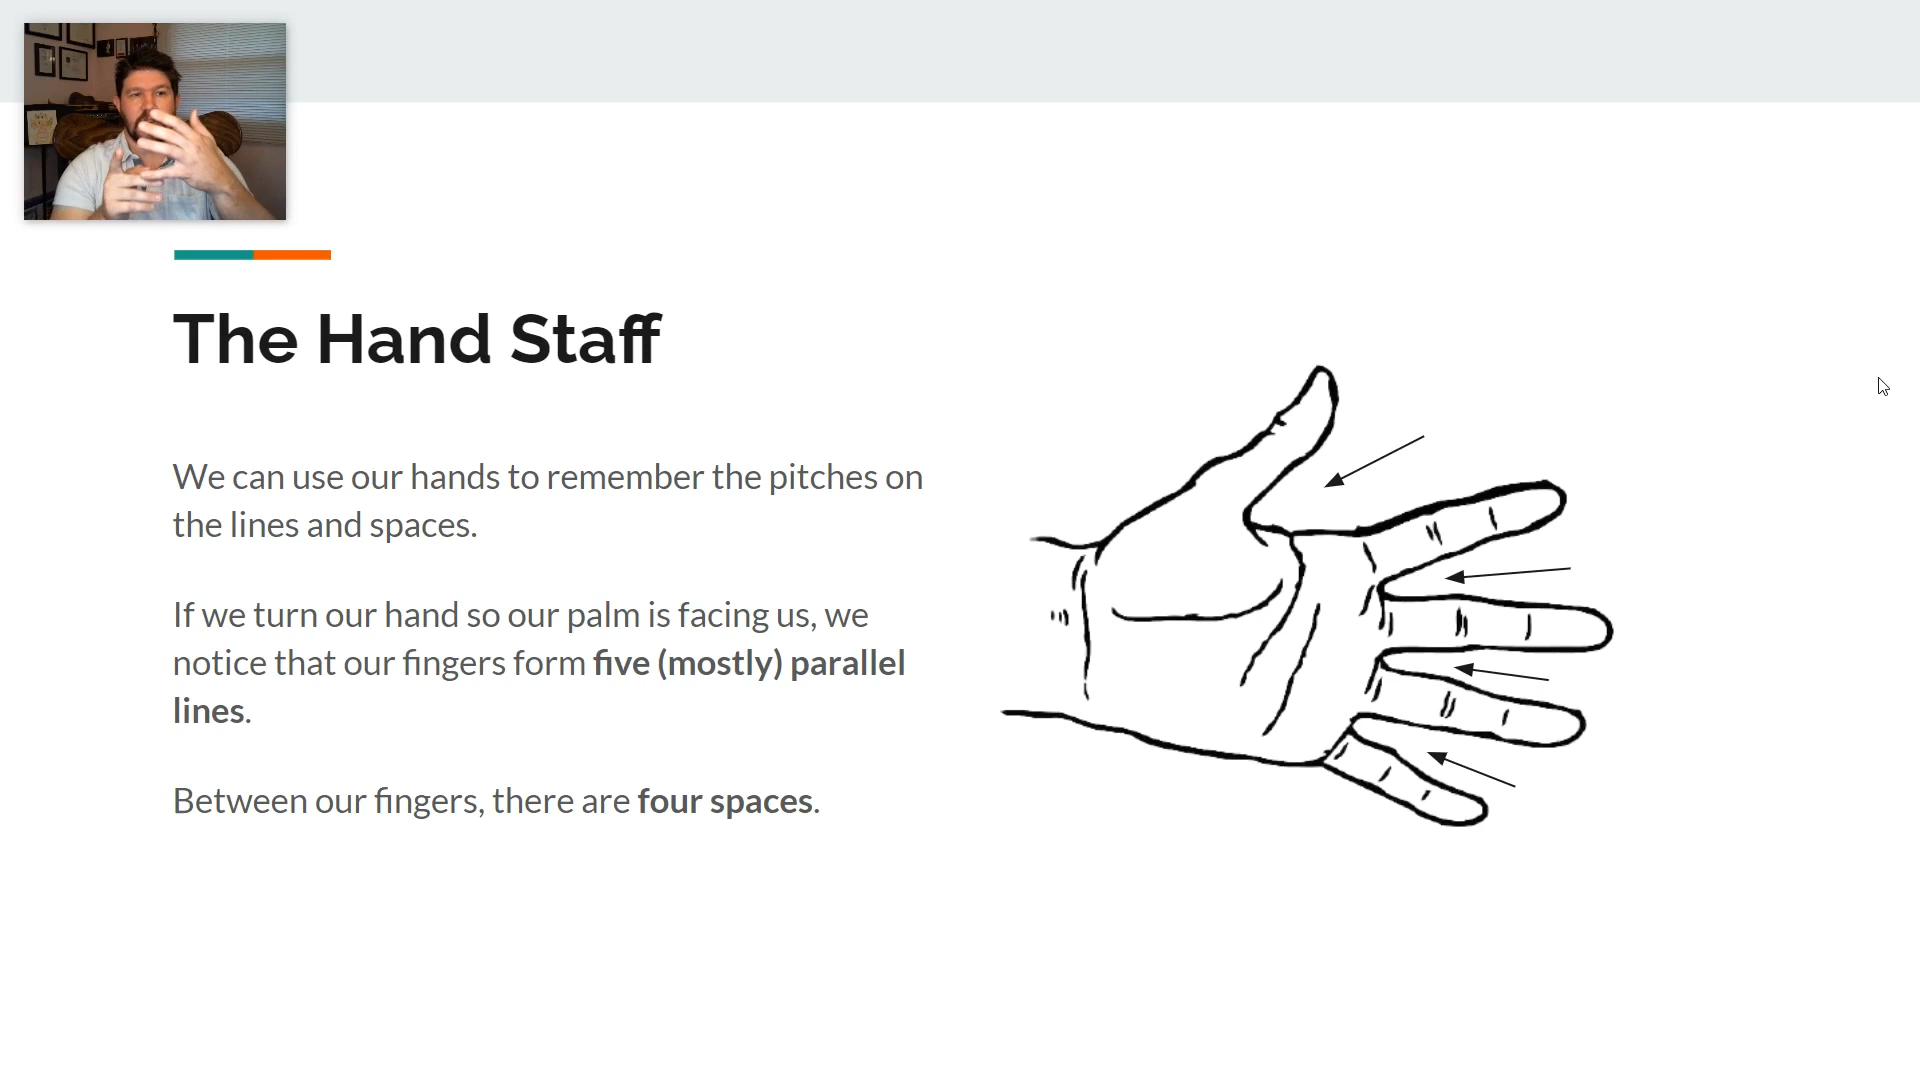 The Hand Staff
We can use our hands to remember the pitches on
the lines and spaces.
If we turn our hand so our palm is facing us, we
notice that our fingers form five (mostly) parallel
lines.
Between our fingers, there are four spaces.